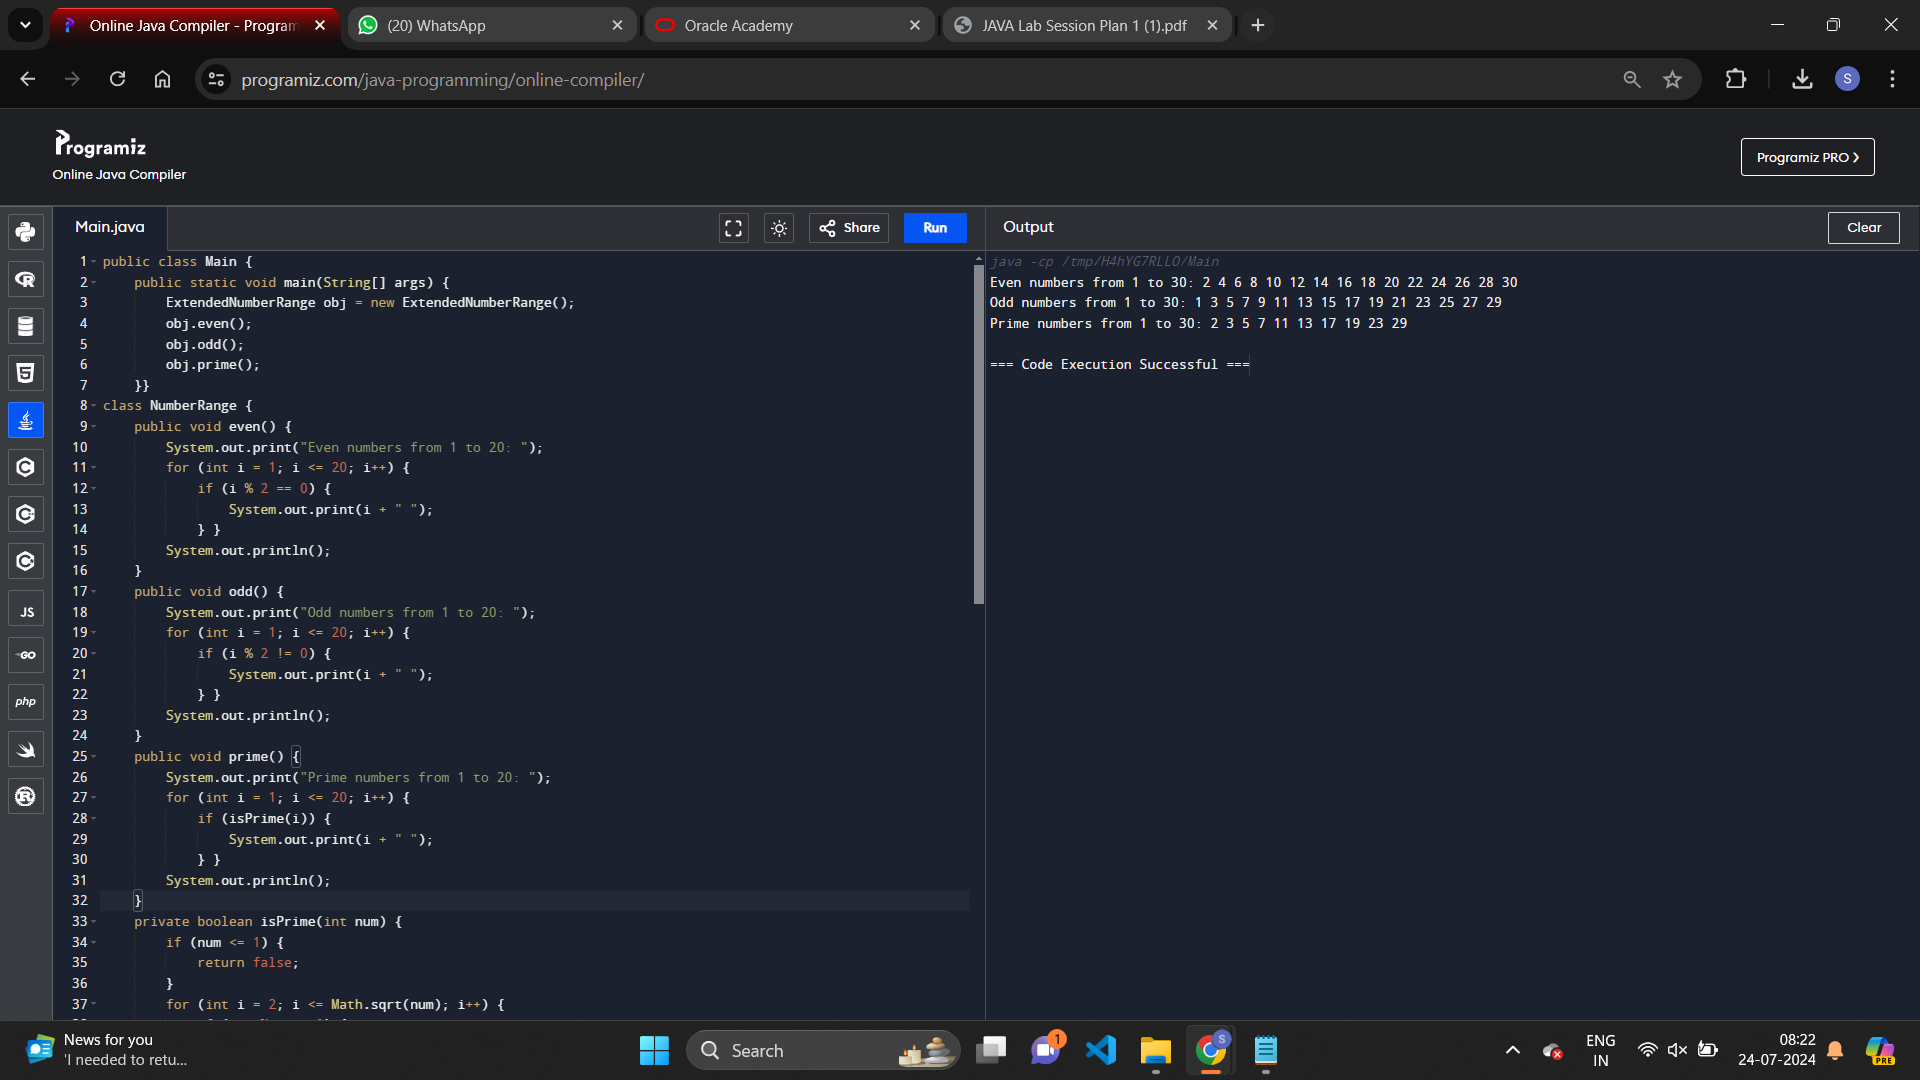 Online Java Compiler - Program
(20) WhatsApp
Oracle Academy
JAVA Lab Session Plan 1 (1).pdf
programiz.com/java-programming/online-compiler/
S
Programiz
Online Java Compiler
Programiz PRO ❯
Main.java
Share
Run
Output
Clear
1 public class Main {
2     public static void main(String[] args) {
3         ExtendedNumberRange obj = new ExtendedNumberRange();
4         obj.even();
5         obj.odd();
6         obj.prime();
7     }}
8 class NumberRange {
9     public void even() {
10         System.out.print("Even numbers from 1 to 20: ");
11         for (int i = 1; i <= 20; i++) {
12             if (i % 2 == 0) {
13                 System.out.print(i + " ");
14             } }
15         System.out.println();
16     }
17     public void odd() {
18         System.out.print("Odd numbers from 1 to 20: ");
19         for (int i = 1; i <= 20; i++) {
20             if (i % 2 != 0) {
21                 System.out.print(i + " ");
22             } }
23         System.out.println();
24     }
25     public void prime() {
26         System.out.print("Prime numbers from 1 to 20: ");
27         for (int i = 1; i <= 20; i++) {
28             if (isPrime(i)) {
29                 System.out.print(i + " ");
30             } }
31         System.out.println();
32     }
33     private boolean isPrime(int num) {
34         if (num <= 1) {
35             return false;
36         }
37         for (int i = 2; i <= Math.sqrt(num); i++) {
java -cp /tmp/H4hYG7RLLO/Main
Even numbers from 1 to 30: 2 4 6 8 10 12 14 16 18 20 22 24 26 28 30
Odd numbers from 1 to 30: 1 3 5 7 9 11 13 15 17 19 21 23 25 27 29
Prime numbers from 1 to 30: 2 3 5 7 11 13 17 19 23 29
=== Code Execution Successful ===
JS
GO
php
News for you
'I needed to retu...
Search
1
S
ENG
IN
08:22
24-07-2024
PRE